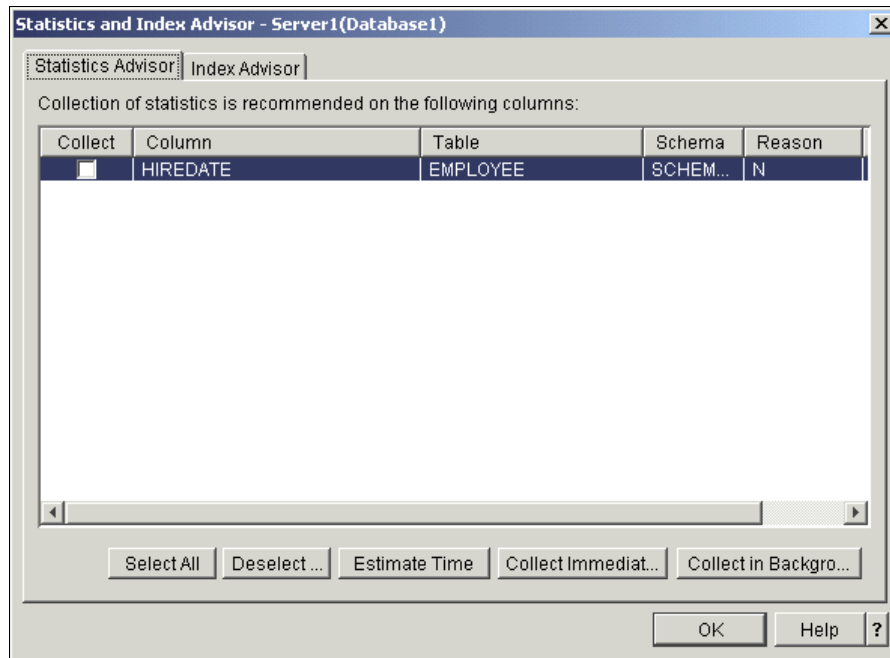 Statistics and Index Advisor - Server1(Database1)
Statistics Advisor Index Advisor
Collection of statistics is recommended on the following columns:
Collect Column Table Schema Reason
HIREDATE EMPLOYEE SCHEM... N
Select All Deselect ... Estimate Time Collect Immediat... Collect in Backgro...
OK Help ?